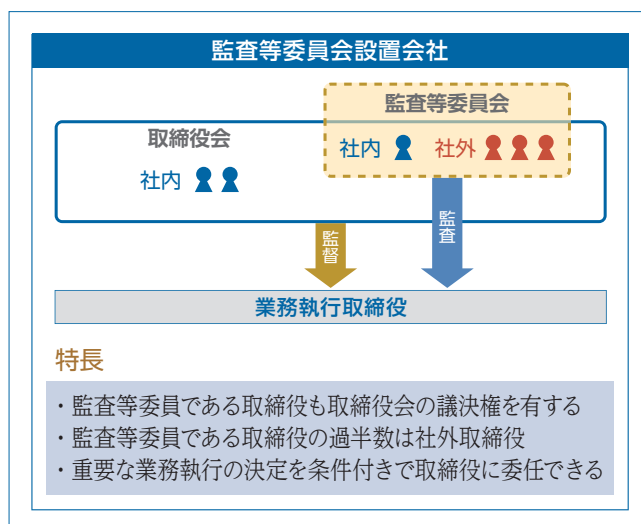 監査等委員会設置会社
監査等委員会
取締役会
社内 社外
社内
監督
監査
業務執行取締役
特長
・監査等委員である取締役も取締役会の議決権を有する
・監査等委員である取締役の過半数は社外取締役
・重要な業務執行の決定を条件付きで取締役に委任できる